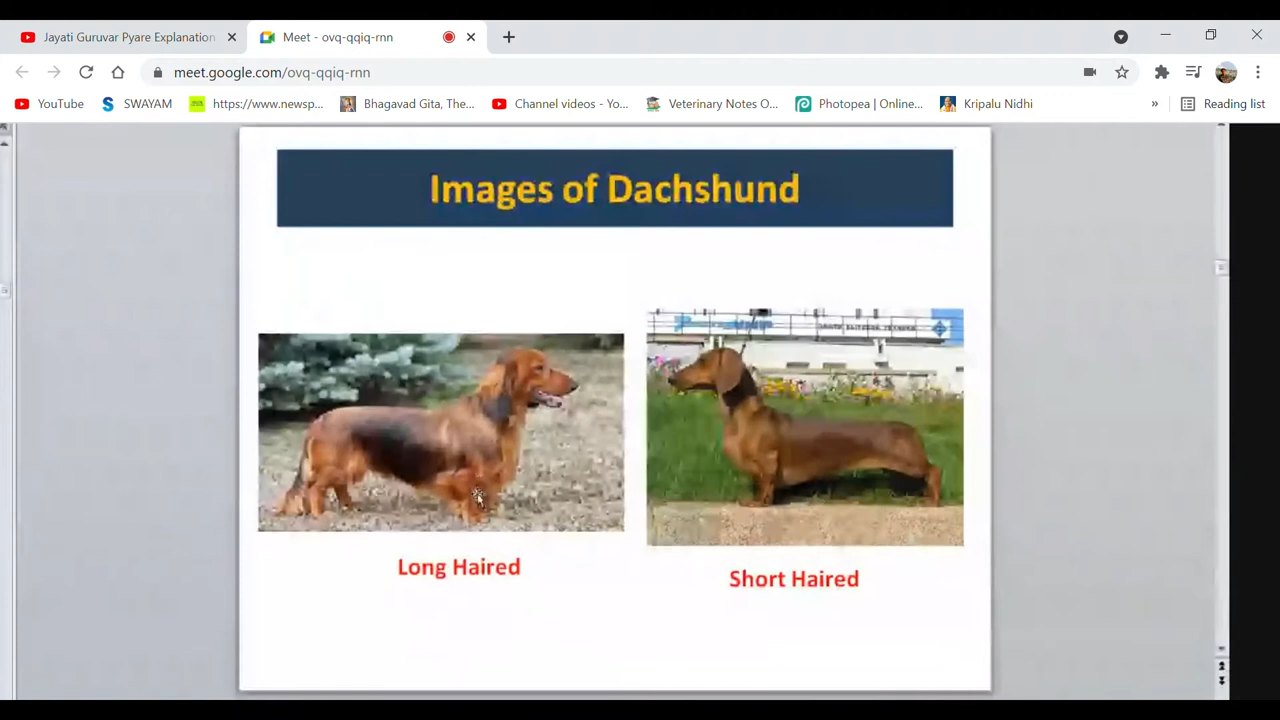 Jayati Guruvar Pyare Explanation
Meet - ovq-qqiq-rnn
meet.google.com/ovq-qqiq-rnn
YouTube
SWAYAM
https://www.newsp...
Bhagavad Gita, The...
Channel videos - Yo...
Veterinary Notes O...
Photopea | Online...
Kripalu Nidhi
»
Reading list
Images of Dachshund
Long Haired
Short Haired